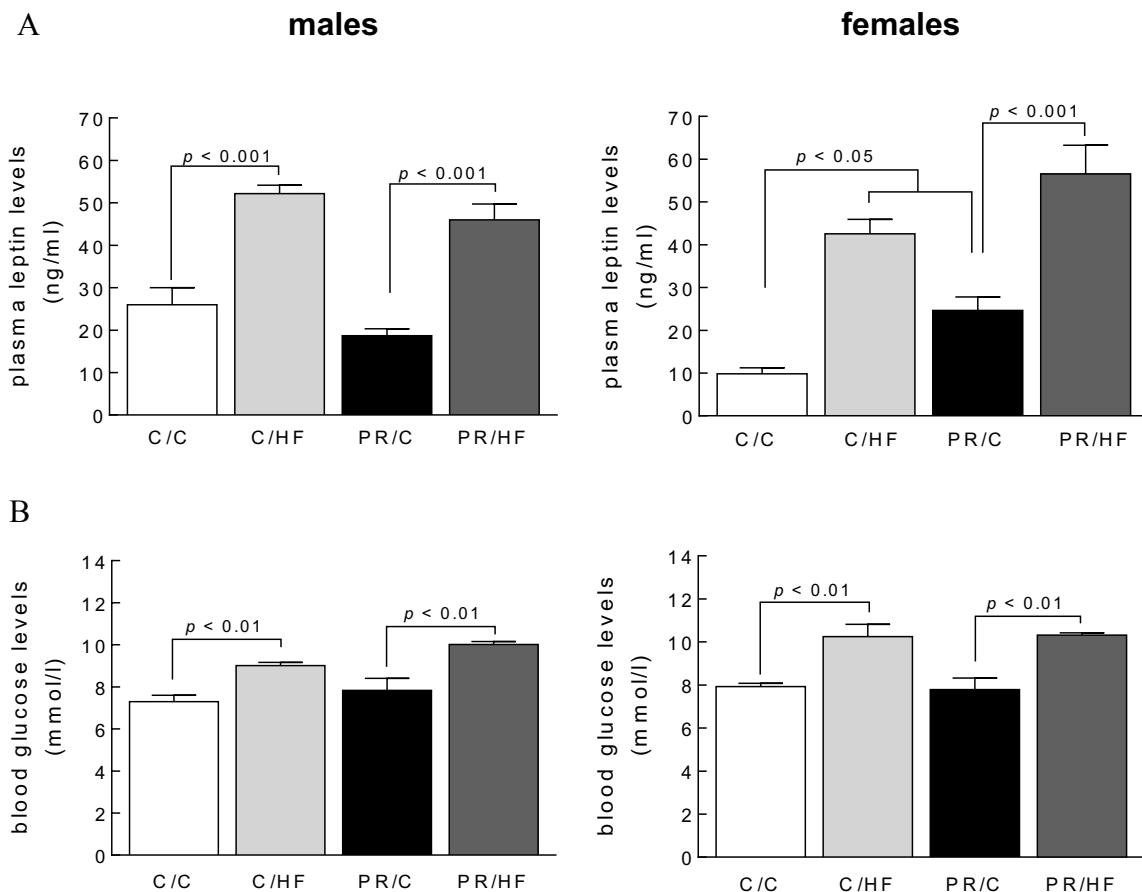 A
males
females
plasma leptin levels
(ng/ml)
70
60
50
40
30
20
10
0
p < 0.001
p < 0.001
C/C
C/HF
PR/C
PR/HF
plasma leptin levels
(ng/ml)
70
60
50
40
30
20
10
0
p < 0.05
p < 0.001
C/C
C/HF
PR/C
PR/HF
B
blood glucose levels
(mmol/l)
14
12
10
8
6
4
2
0
p < 0.01
p < 0.01
C/C
C/HF
PR/C
PR/HF
blood glucose levels
(mmol/l)
14
12
10
8
6
4
2
0
p < 0.01
p < 0.01
C/C
C/HF
PR/C
PR/HF